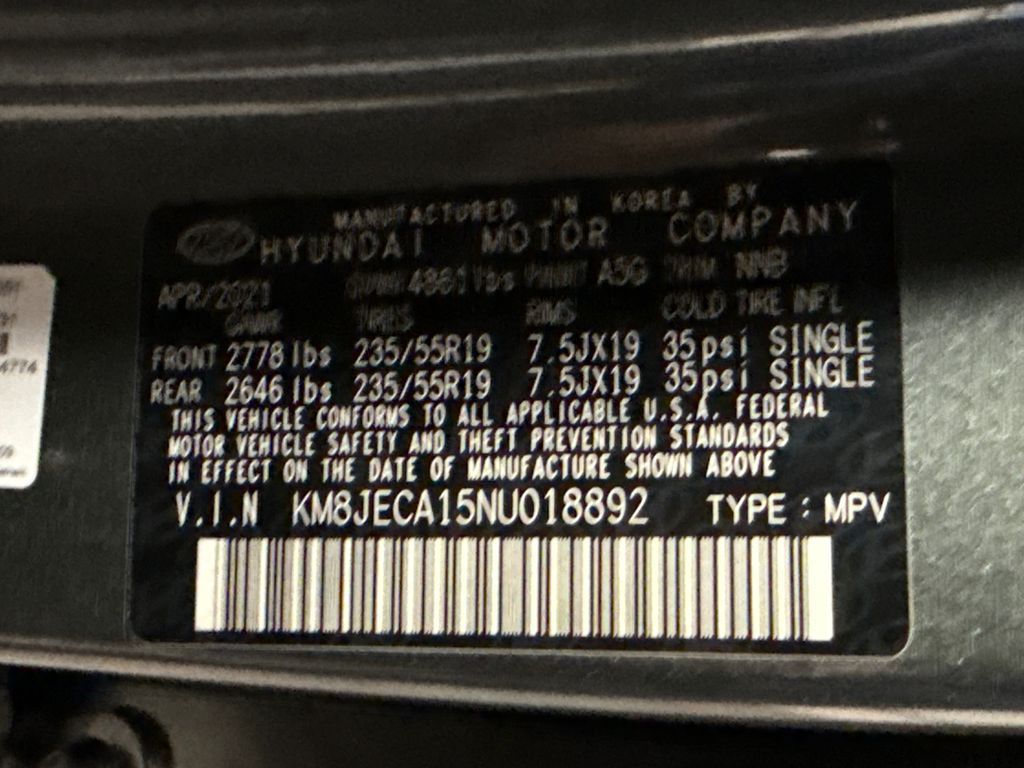 MANUFACTURED IN KOREA BY
HYUNDAI MOTOR COMPANY
APR/2021 GVWR 4861 lbs PAINT A5G TRIM NNB
GAWR TIRES RIMS COLD TIRE INFL
FRONT 2778 lbs 235/55R19 7.5JX19 35psi SINGLE
REAR 2646 lbs 235/55R19 7.5JX19 35psi SINGLE
THIS VEHICLE CONFORMS TO ALL APPLICABLE U.S.A. FEDERAL
MOTOR VEHICLE SAFETY AND THEFT PREVENTION STANDARDS
IN EFFECT ON THE DATE OF MANUFACTURE SHOWN ABOVE
V.I.N KM8JECA15NU018892 TYPE : MPV
4774